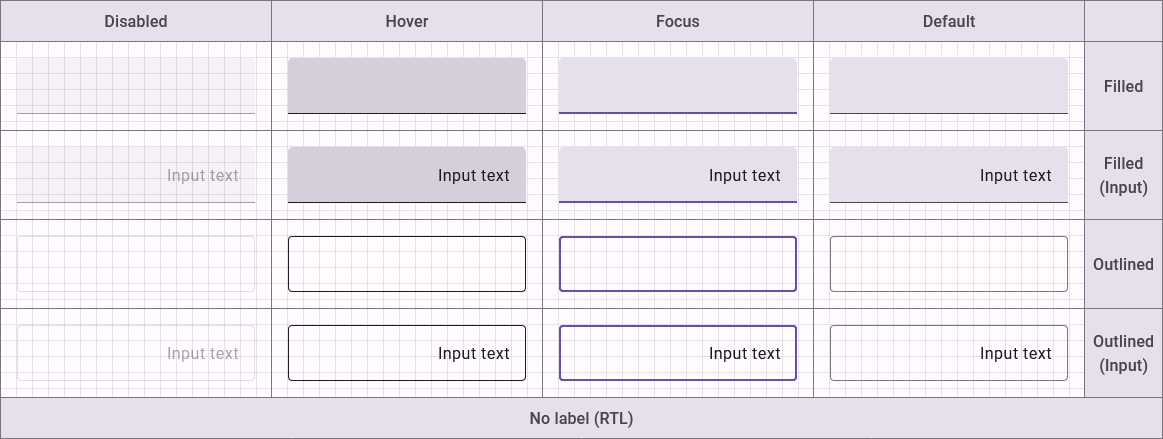 Disabled
Hover
Focus
Default
Filled
Input text
Input text
Input text
Input text
Filled
(Input)
Outlined
Input text
Input text
Input text
Input text
Outlined
(Input)
No label (RTL)